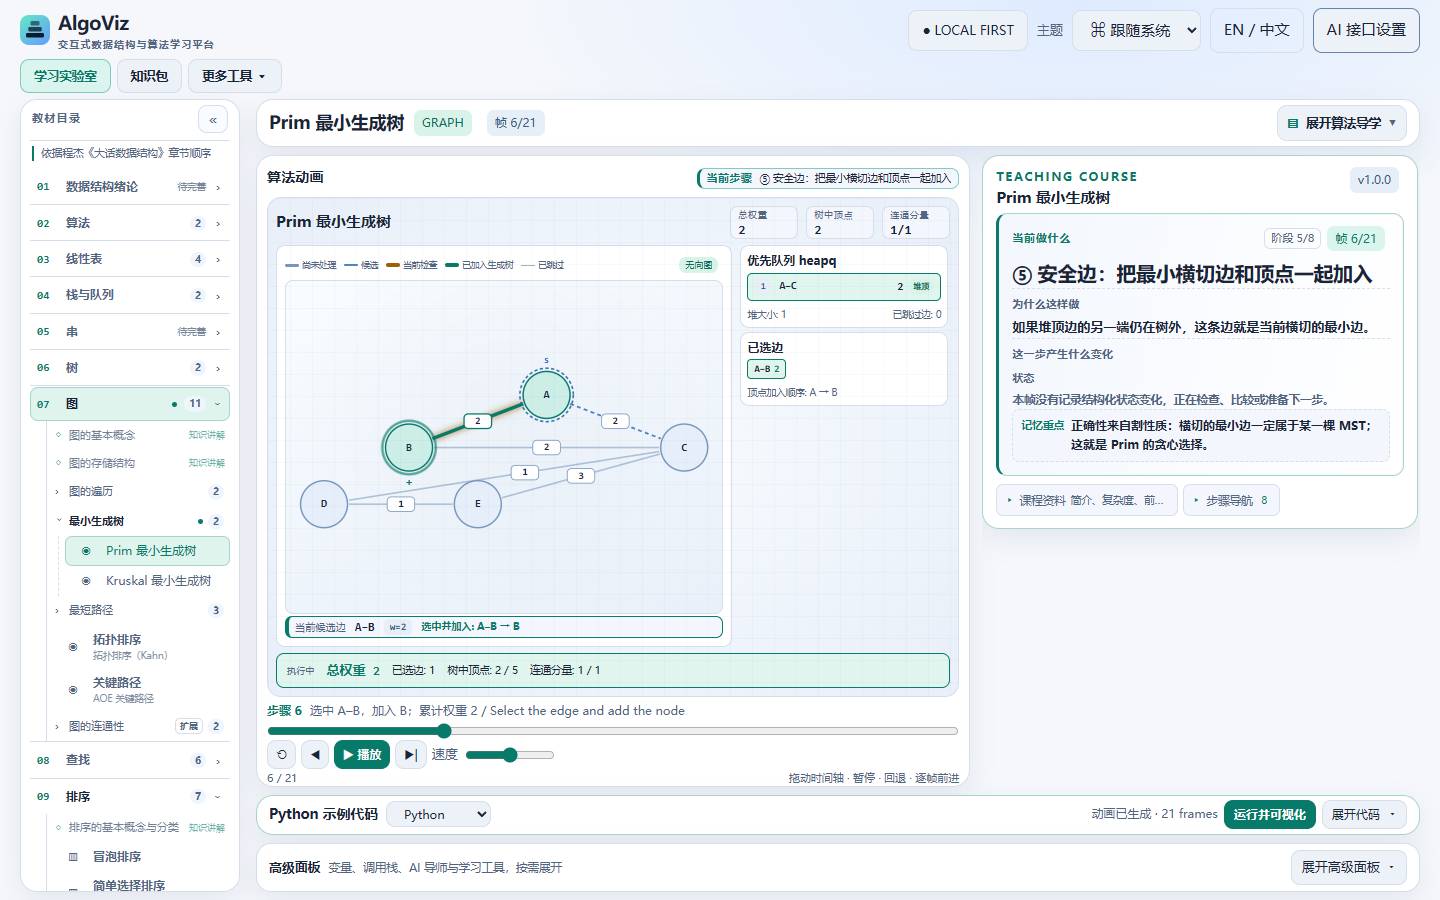 AlgoViz
交互式数据结构与算法学习平台
● LOCAL FIRST
主题
⌘ 跟随系统
EN / 中文
AI 接口设置
学习实验室
知识包
更多工具
教材目录
«
依据程杰《大话数据结构》章节顺序
01 数据结构绪论 待完善 ›
02 算法 2 ›
03 线性表 4 ›
04 栈与队列 2 ›
05 串 待完善 ›
06 树 2 ›
07 图 ● 11
图的基本概念 知识讲解
图的存储结构 知识讲解
› 图的遍历 2
最小生成树 ● 2
◉ Prim 最小生成树
◉ Kruskal 最小生成树
› 最短路径 3
◉ 拓扑排序
拓扑排序（Kahn）
◉ 关键路径
AOE 关键路径
› 图的连通性 扩展 2
08 查找 6 ›
09 排序 7
排序的基本概念与分类 知识讲解
冒泡排序
简单选择排序
Prim 最小生成树 GRAPH 帧 6/21
展开算法导学 ▼
算法动画
当前步骤 ⑤ 安全边：把最小横切边和顶点一起加入
Prim 最小生成树
总权重
2
树中顶点
2
连通分量
1/1
尚未处理 候选 当前检查 已加入生成树 已跳过
无向图
S
A
B
+
C
D
E
2
2
2
1
3
1
当前候选边 A–B w=2 选中并加入: A–B → B
优先队列 heapq
1 A–C 2 堆顶
堆大小: 1 已跳过边: 0
已选边
A–B 2
顶点加入顺序: A → B
执行中 总权重 2 已选边: 1 树中顶点: 2 / 5 连通分量: 1 / 1
步骤 6 选中 A–B，加入 B；累计权重 2 / Select the edge and add the node
▶ 播放
速度
6 / 21
拖动时间轴 · 暂停 · 回退 · 逐帧前进
TEACHING COURSE
Prim 最小生成树
v1.0.0
当前做什么
阶段 5/8
帧 6/21
⑤ 安全边：把最小横切边和顶点一起加入
为什么这样做
如果堆顶边的另一端仍在树外，这条边就是当前横切的最小边。
这一步产生什么变化
状态
本帧没有记录结构化状态变化，正在检查、比较或准备下一步。
记忆重点 正确性来自割性质：横切的最小边一定属于某一棵 MST；
这就是 Prim 的贪心选择。
课程资料 简介、复杂度、前...
步骤导航 8
Python 示例代码
Python
动画已生成 · 21 frames
运行并可视化
展开代码
高级面板 变量、调用栈、AI 导师与学习工具，按需展开
展开高级面板